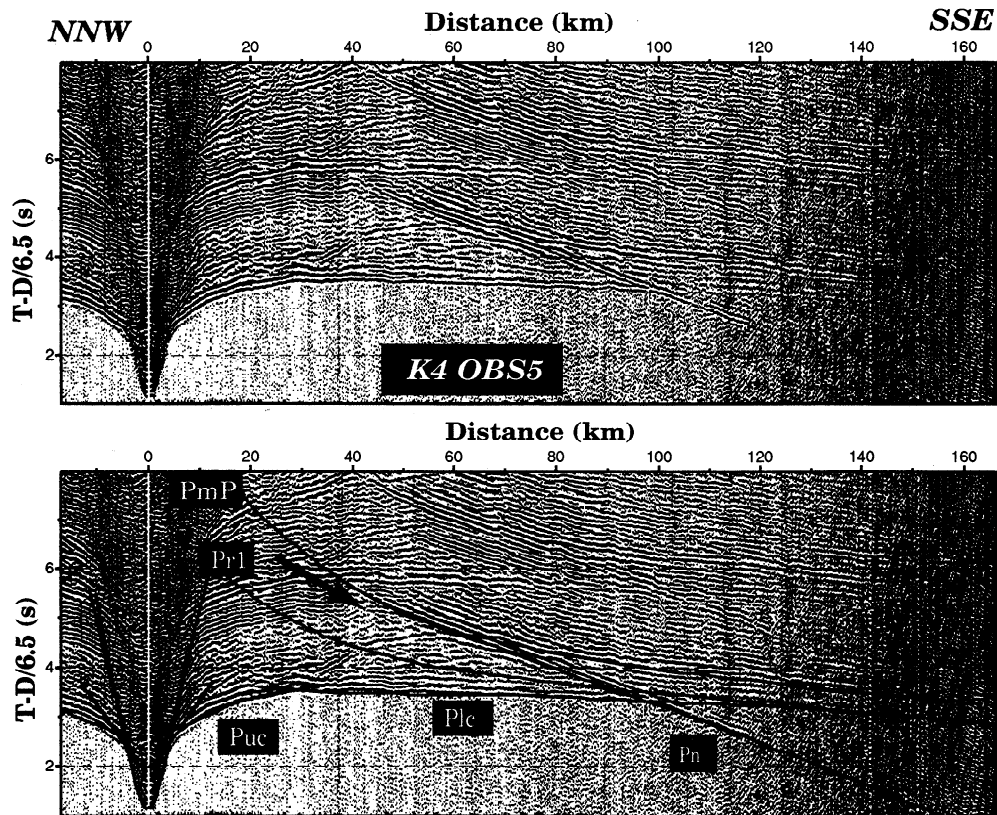 NNW Distance (km) SSE
0 20 40 60 80 100 120 140 160
T-D/6.5 (s)
6
4
2
K4 OBS5
Distance (km)
0 20 40 60 80 100 120 140 160
T-D/6.5 (s)
6
4
2
PmP
Pr1
Puc
Plc
Pn